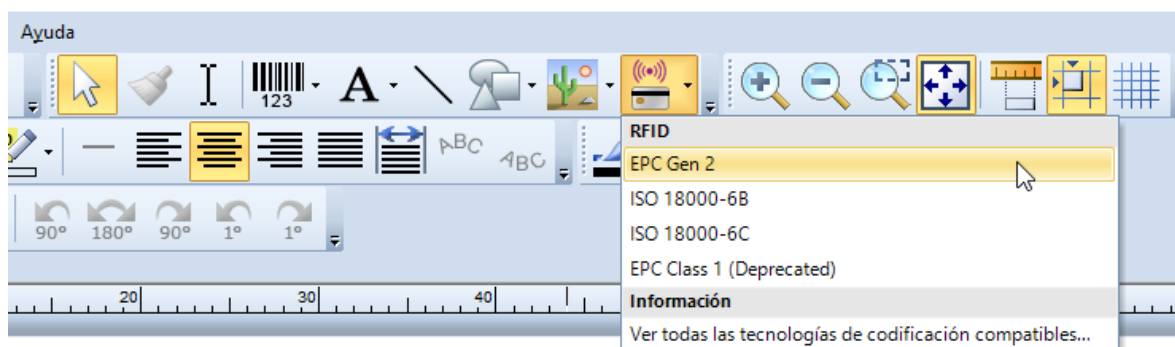 Ayuda
123
A
ABC
ABC
RFID
EPC Gen 2
ISO 18000-6B
ISO 18000-6C
EPC Class 1 (Deprecated)
90° 180° 90° 1° 1°
20 30 40
Información
Ver todas las tecnologías de codificación compatibles...